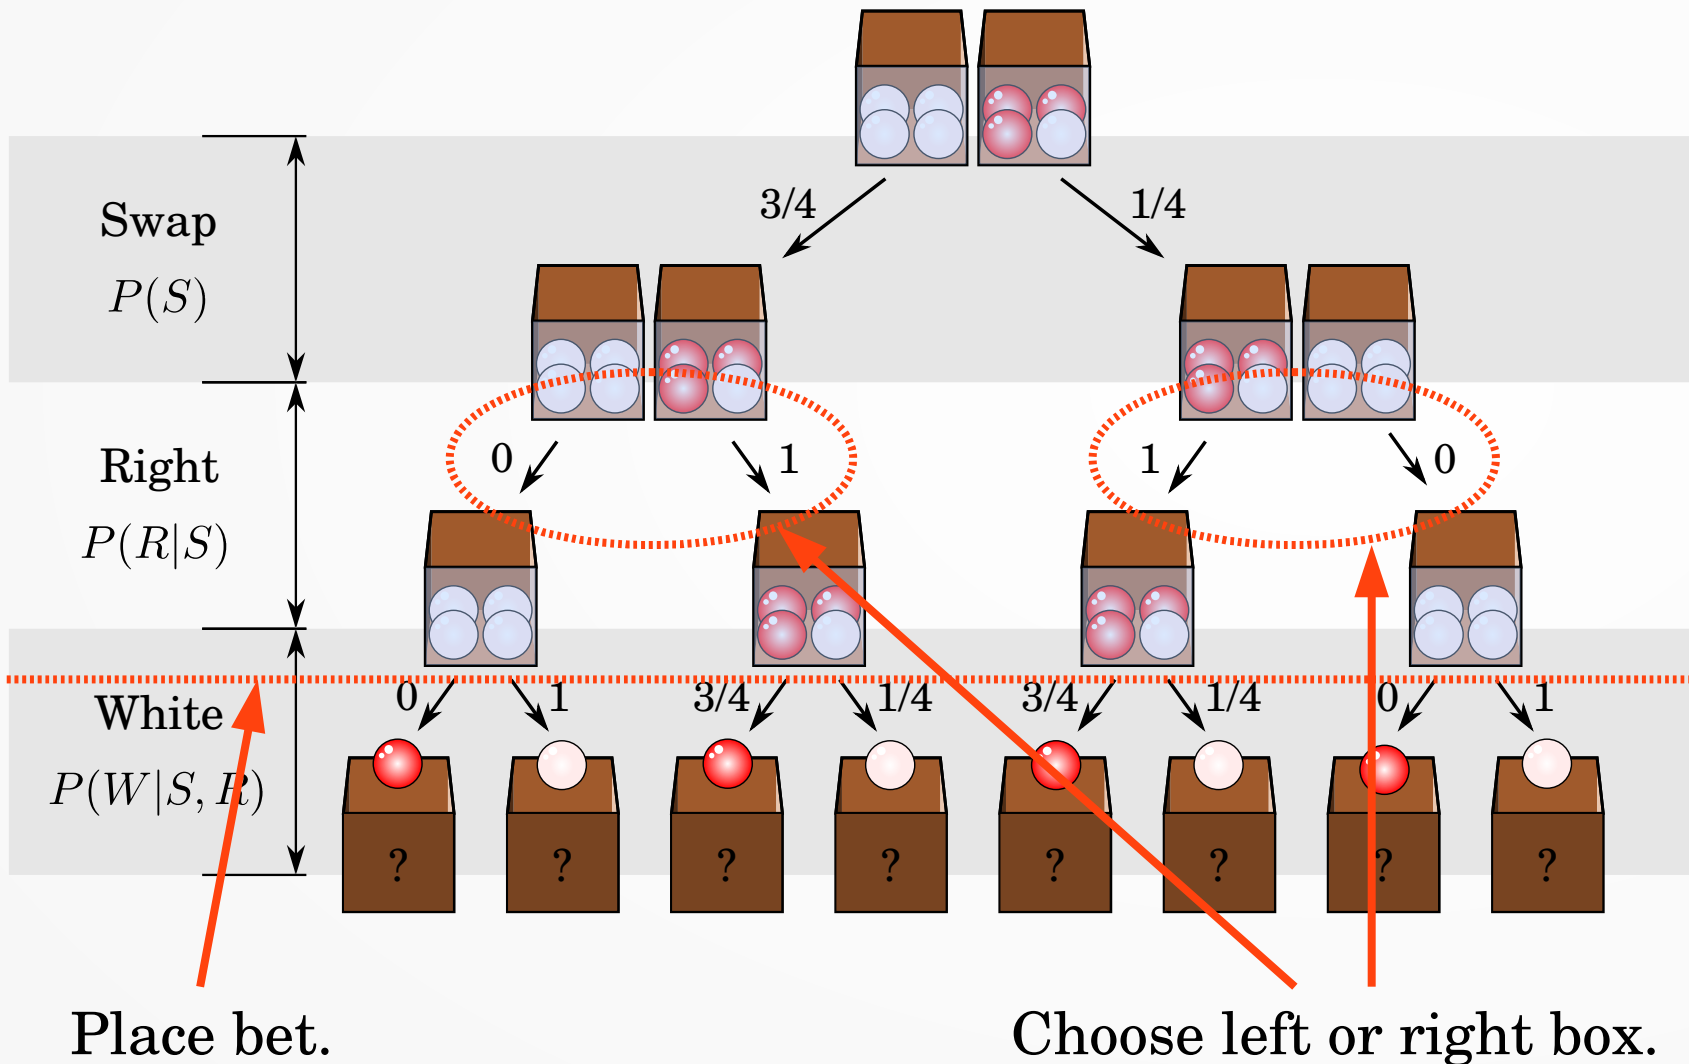 3/4 1/4
Swap
P(S)
0 1 1 0
Right
P(R|S)
0 1 3/4 1/4 3/4 1/4 0 1
White
P(W|S, R)
? ? ? ? ? ? ? ?
Place bet. Choose left or right box.